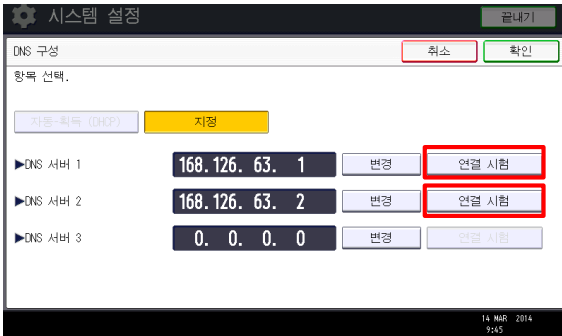 시스템 설정 끝내기
DNS 구성 취소 확인
항목 선택.
자동-획득 (DHCP) 지정
▶DNS 서버 1 168.126. 63. 1 변경 연결 시험
▶DNS 서버 2 168.126. 63. 2 변경 연결 시험
▶DNS 서버 3 0. 0. 0. 0 변경 연결 시험
14 MAR 2014
9:45